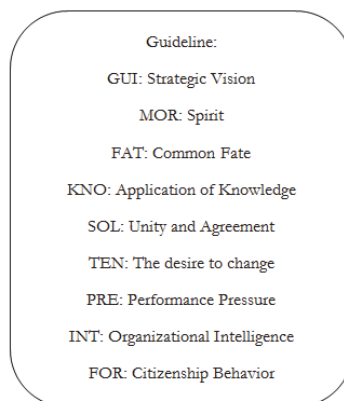 Guideline:
GUI: Strategic Vision
MOR: Spirit
FAT: Common Fate
KNO: Application of Knowledge
SOL: Unity and Agreement
TEN: The desire to change
PRE: Performance Pressure
INT: Organizational Intelligence
FOR: Citizenship Behavior